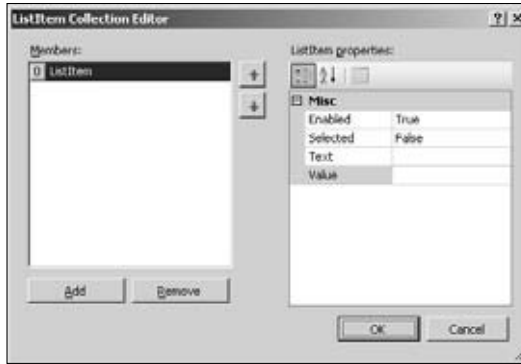 ListItem Collection Editor
Members:
0 ListItem
Add Remove
ListItem properties:
Misc
Enabled True
Selected False
Text
Value
OK Cancel